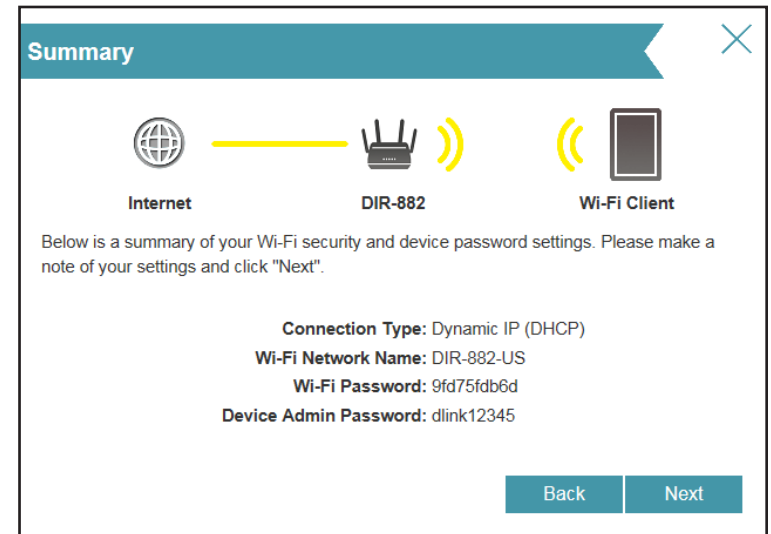 Summary
Internet
DIR-882
Wi-Fi Client
Below is a summary of your Wi-Fi security and device password settings. Please make a
note of your settings and click "Next".
Connection Type: Dynamic IP (DHCP)
Wi-Fi Network Name: DIR-882-US
Wi-Fi Password: 9fd75fdb6d
Device Admin Password: dlink12345
Back
Next